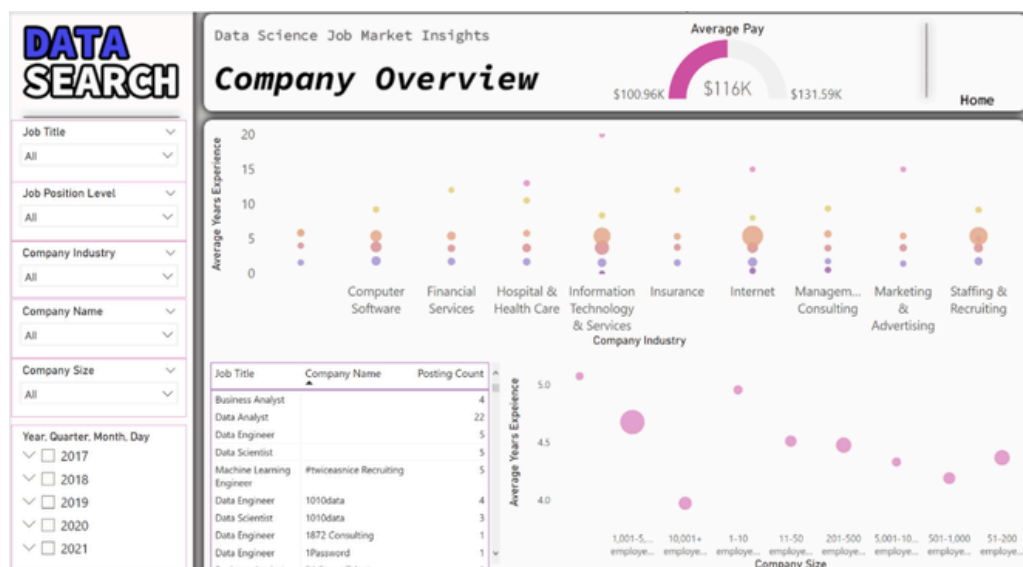 DATA
SEARCH
Data Science Job Market Insights
Company Overview
Average Pay
$100.96K
$116K
$131.59K
Home
Job Title
All
Job Position Level
All
Company Industry
All
Company Name
All
Company Size
All
Year, Quarter, Month, Day
2017
2018
2019
2020
2021
Average Years Experience
20
15
10
5
0
Computer
Software
Financial
Services
Hospital &
Health Care
Information
Technology
& Services
Insurance
Internet
Managem...
Consulting
Marketing
&
Advertising
Staffing &
Recruiting
Company Industry
Job Title Company Name Posting Count
Business Analyst 4
Data Analyst 22
Data Engineer 5
Data Scientist 5
Machine Learning #twiceasnice Recruiting 5
Engineer
Data Engineer 1010data 4
Data Scientist 1010data 3
Data Engineer 1872 Consulting 1
Data Engineer 1Password 1
Average Years Expeience
5.0
4.5
4.0
1,001-5,...
employe...
10,001+
employe...
1-10
employe...
11-50
employe...
201-500
employe...
5,001-10...
employe...
501-1,000
employe...
51-200
employe...
Company Size